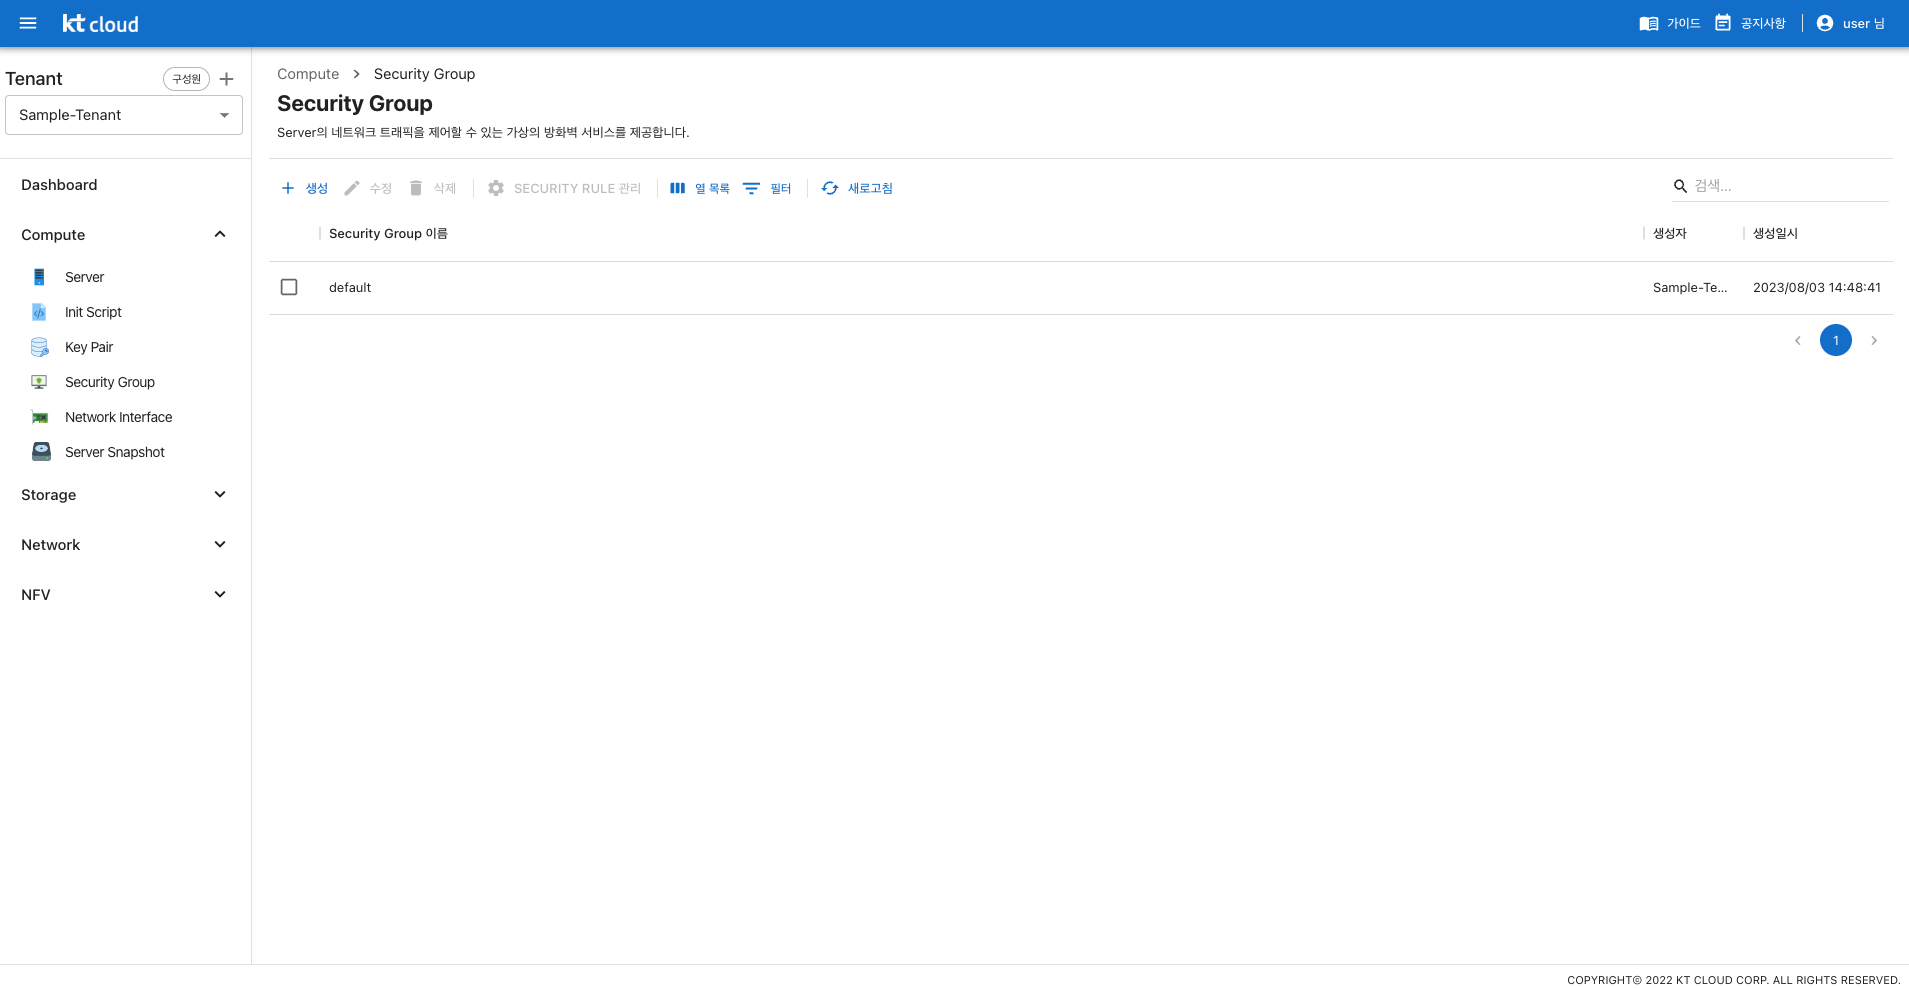 kt cloud
가이드 공지사항 user 님
Tenant 구성원
Sample-Tenant
Dashboard
Compute
Server
Init Script
Key Pair
Security Group
Network Interface
Server Snapshot
Storage
Network
NFV
Compute > Security Group
Security Group
Server의 네트워크 트래픽을 제어할 수 있는 가상의 방화벽 서비스를 제공합니다.
생성 수정 삭제 SECURITY RULE 관리 열 목록 필터 새로고침 검색...
Security Group 이름 생성자 생성일시
default Sample-Te... 2023/08/03 14:48:41
1
COPYRIGHT© 2022 KT CLOUD CORP. ALL RIGHTS RESERVED.